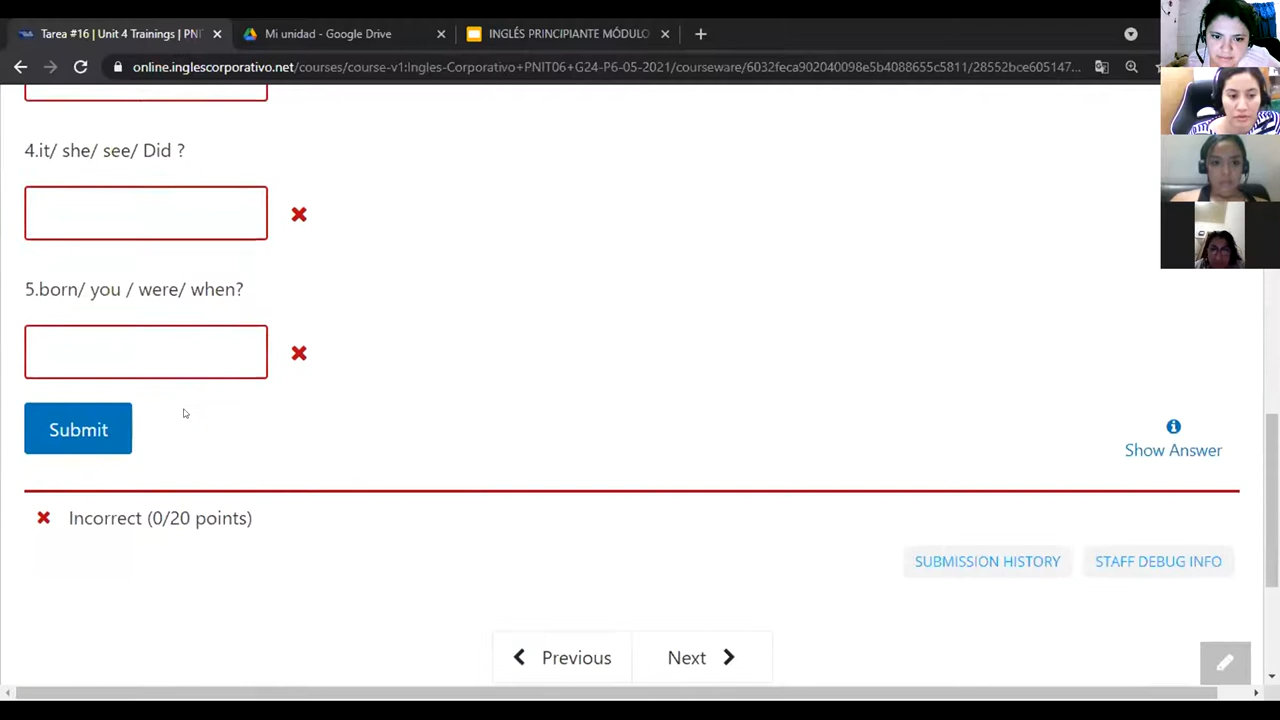 Tarea #16 | Unit 4 Trainings | PNI
Mi unidad - Google Drive
INGLÉS PRINCIPIANTE MÓDULO
online.inglescorporativo.net/courses/course-v1:Ingles-Corporativo+PNIT06+G24-P6-05-2021/courseware/6032feca902040098e5b4088655c5811/28552bce605147...
4.it/ she/ see/ Did ?
5.born/ you / were/ when?
Submit
Show Answer
Incorrect (0/20 points)
SUBMISSION HISTORY
STAFF DEBUG INFO
Previous
Next